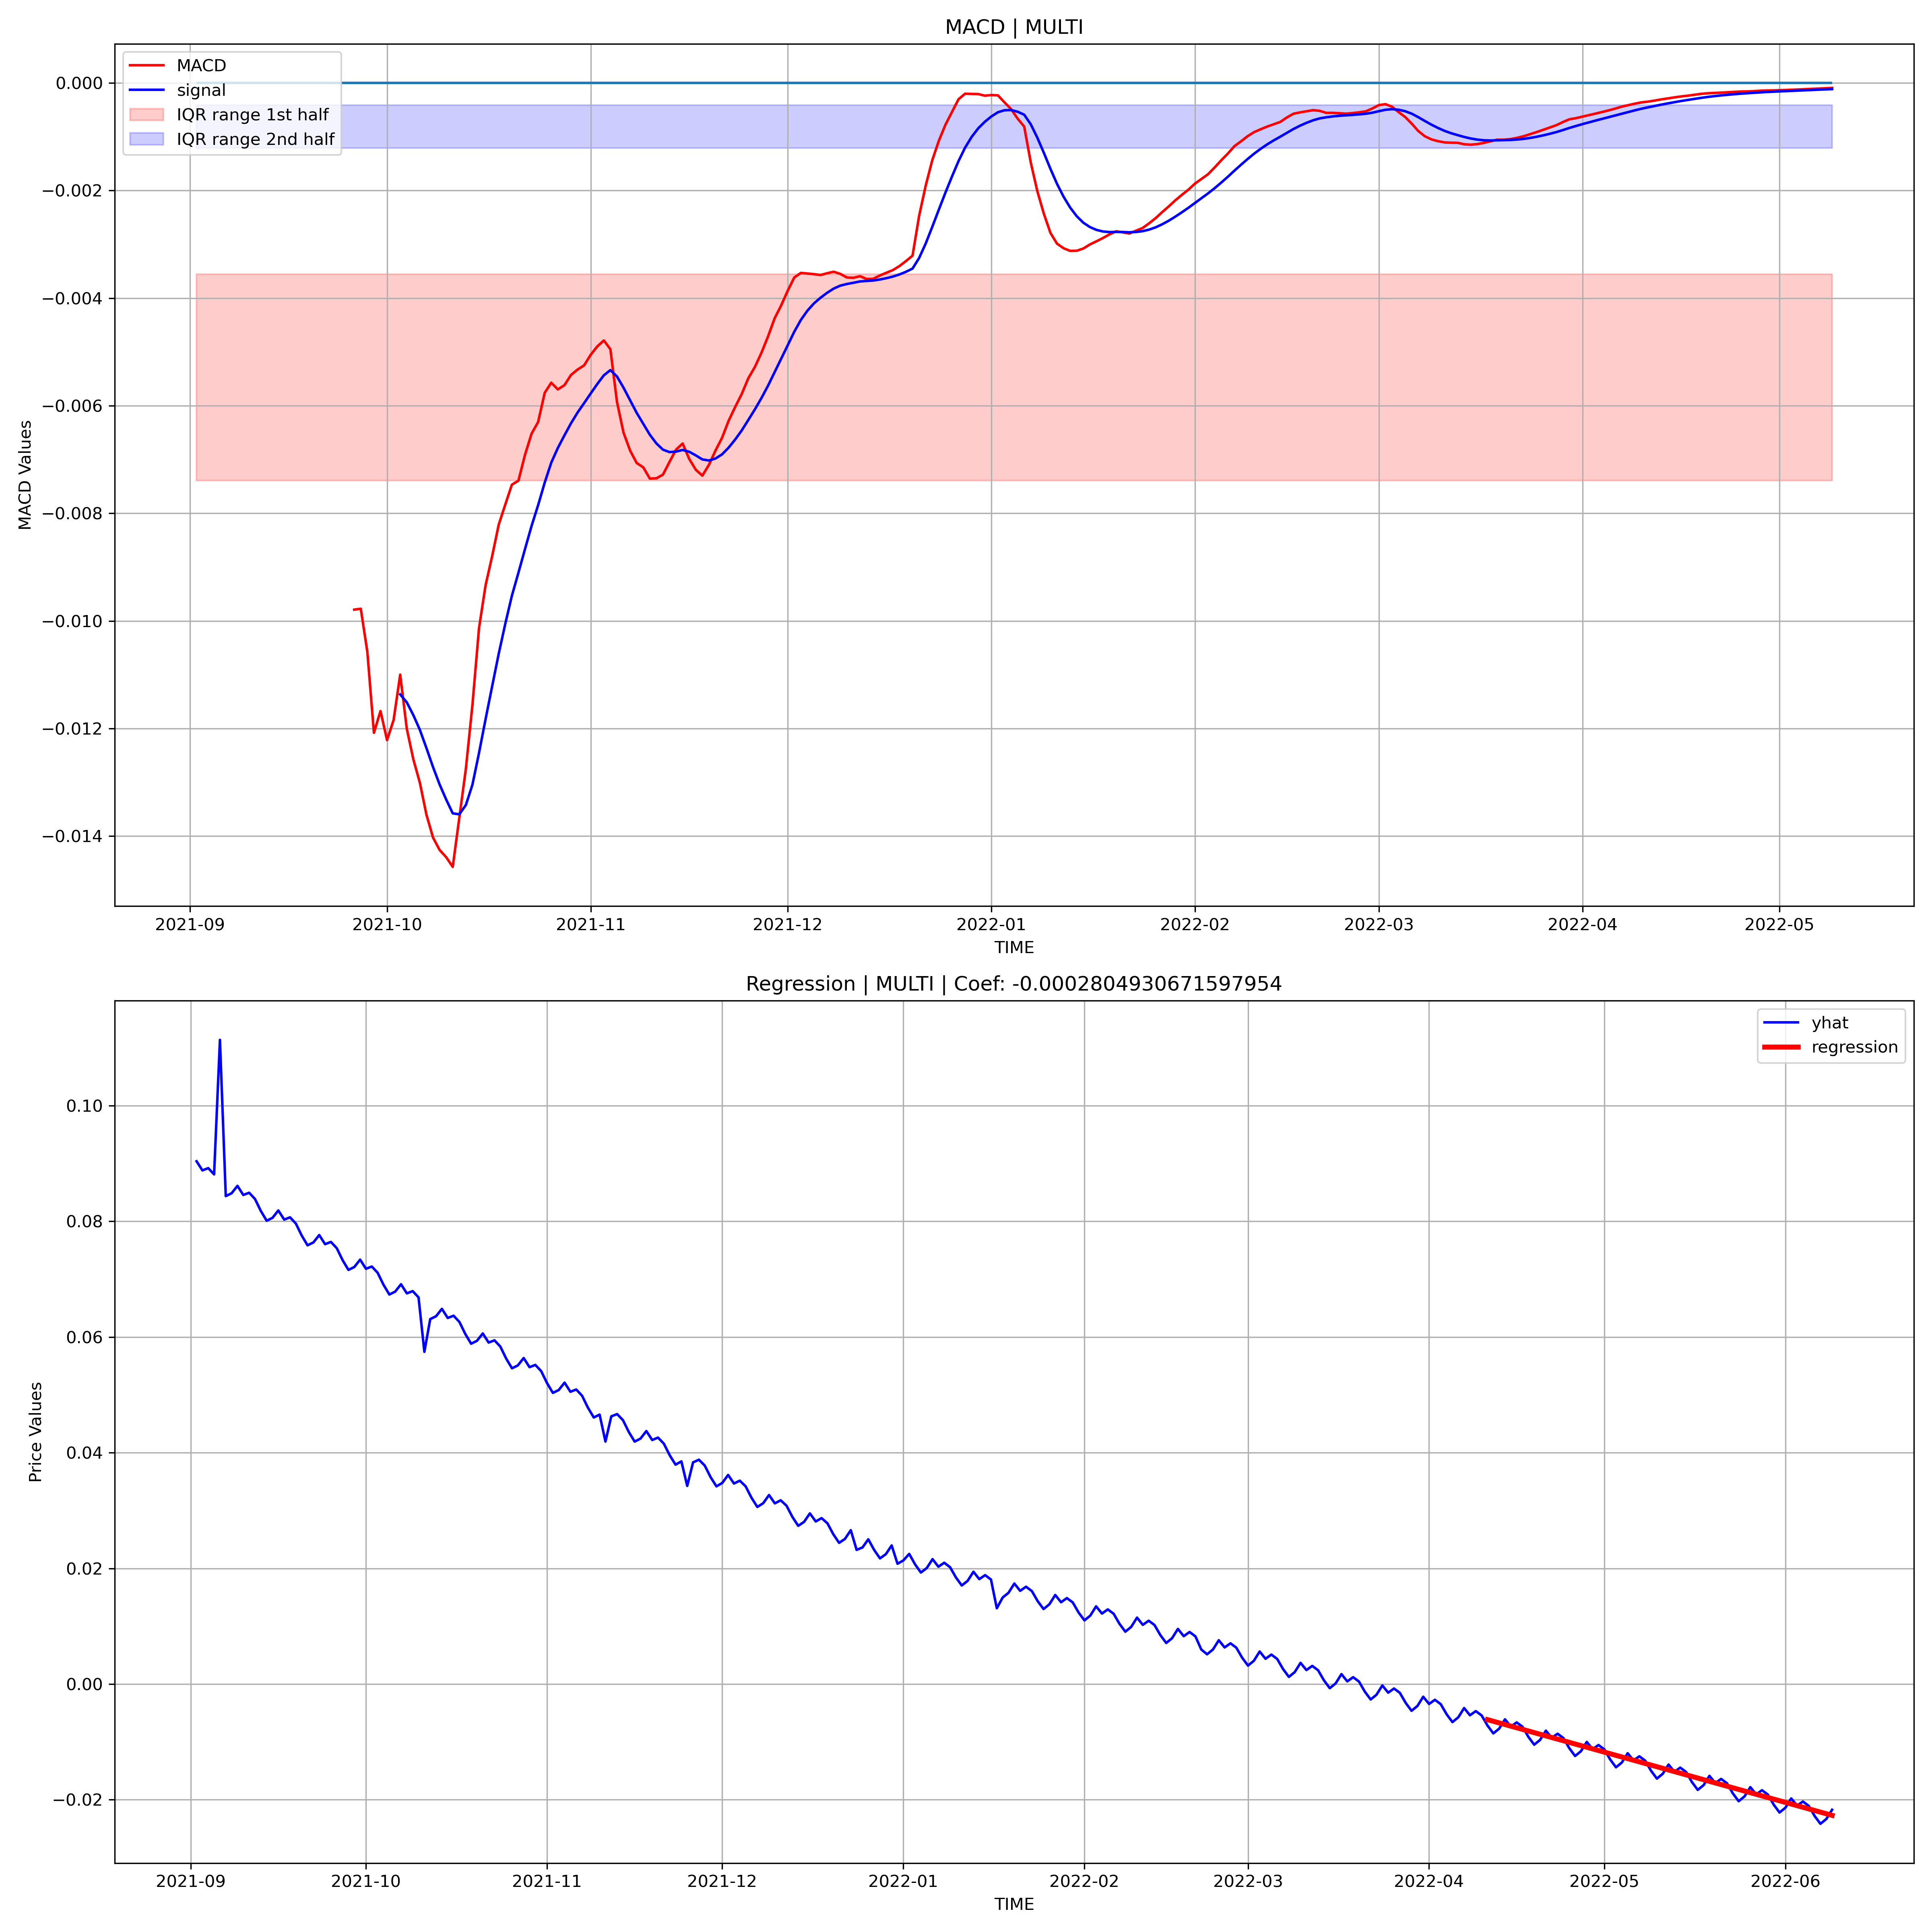 MACD | MULTI
MACD
signal
IQR range 1st half
IQR range 2nd half
MACD Values
0.000
−0.002
−0.004
−0.006
−0.008
−0.010
−0.012
−0.014
2021-09 2021-10 2021-11 2021-12 2022-01 2022-02 2022-03 2022-04 2022-05
TIME
Regression | MULTI | Coef: -0.0002804930671597954
yhat
regression
Price Values
0.10
0.08
0.06
0.04
0.02
0.00
−0.02
2021-09 2021-10 2021-11 2021-12 2022-01 2022-02 2022-03 2022-04 2022-05 2022-06
TIME